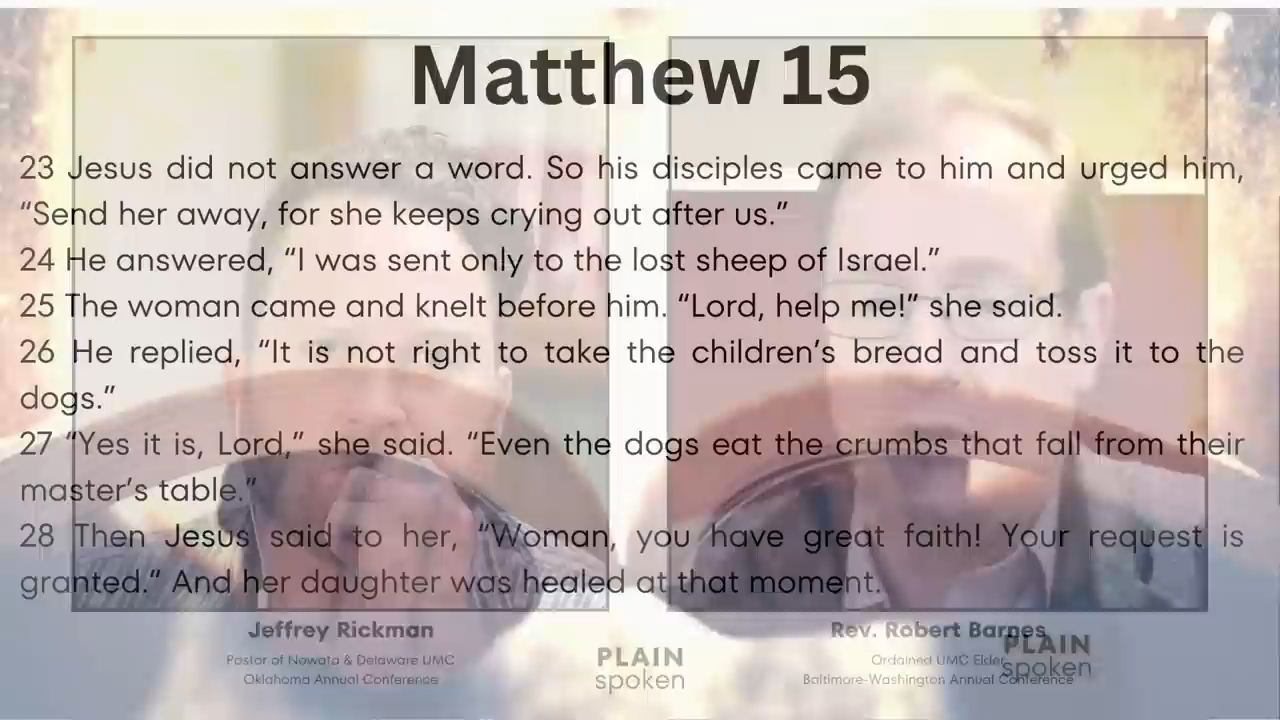 Matthew 15
23 Jesus did not answer a word. So his disciples came to him and urged him,
“Send her away, for she keeps crying out after us.”
24 He answered, “I was sent only to the lost sheep of Israel.”
25 The woman came and knelt before him. “Lord, help me!” she said.
26 He replied, “It is not right to take the children’s bread and toss it to the
dogs.”
27 “Yes it is, Lord,” she said. “Even the dogs eat the crumbs that fall from their
master’s table.”
28 Then Jesus said to her, “Woman, you have great faith! Your request is
granted.” And her daughter was healed at that moment.
Jeffrey Rickman
Pastor of Nowata & Delaware UMC
Oklahoma Annual Conference
PLAIN
spoken
Rev. Robert Barnes
Ordained UMC Elder
Baltimore-Washington Annual Conference
PLAIN
spoken